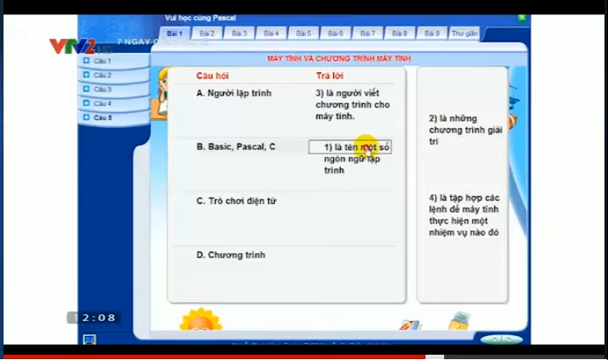 Vui học cùng Pascal
Bài 1 Bài 2 Bài 3 Bài 4 Bài 5 Bài 6 Bài 7 Bài 8 Bài 9 Thư giãn
VTV2
7 NGÀY
Câu 1
Câu 2
Câu 3
Câu 4
Câu 5
MÁY TÍNH VÀ CHƯƠNG TRÌNH MÁY TÍNH
Câu hỏi
Trả lời
A. Người lập trình
3) là người viết
chương trình cho
máy tính.
B. Basic, Pascal, C
1) là tên một số
ngôn ngữ lập
trình
C. Trò chơi điện tử
D. Chương trình
2) là những
chương trình giải
trí
4) là tập hợp các
lệnh để máy tính
thực hiện một
nhiệm vụ nào đó
12:08